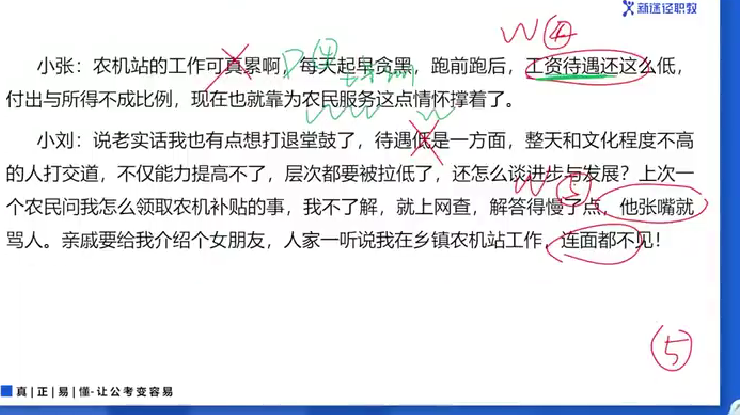 新途径职教
W④
小张：农机站的工作可真累啊，每天起早贪黑，跑前跑后，工资待遇还这么低，
付出与所得不成比例，现在也就靠为农民服务这点情怀撑着了。
小刘：说老实话我也有点想打退堂鼓了，待遇低是一方面，整天和文化程度不高
的人打交道，不仅能力提高不了，层次都要被拉低了，还怎么谈进步与发展？上次一
W⑤
个农民问我怎么领取农机补贴的事，我不了解，就上网查，解答得慢了点，他张嘴就
骂人。亲戚要给我介绍个女朋友，人家一听说我在乡镇农机站工作，连面都不见！
⑤
真|正|易|懂·让公考变容易